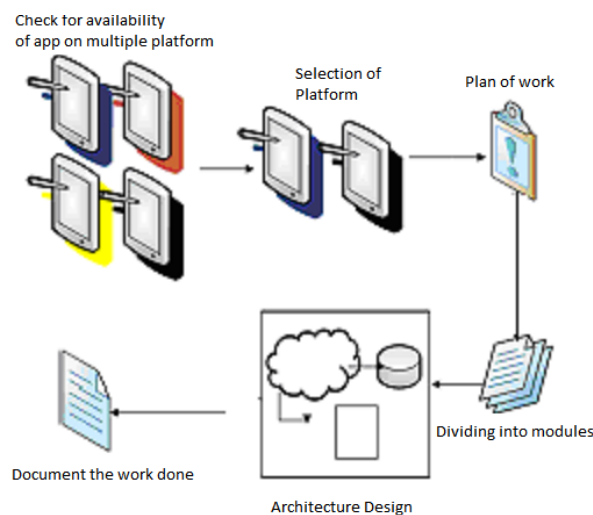 Check for availability
of app on multiple platform
Selection of
Platform
Plan of work
Dividing into modules
Architecture Design
Document the work done